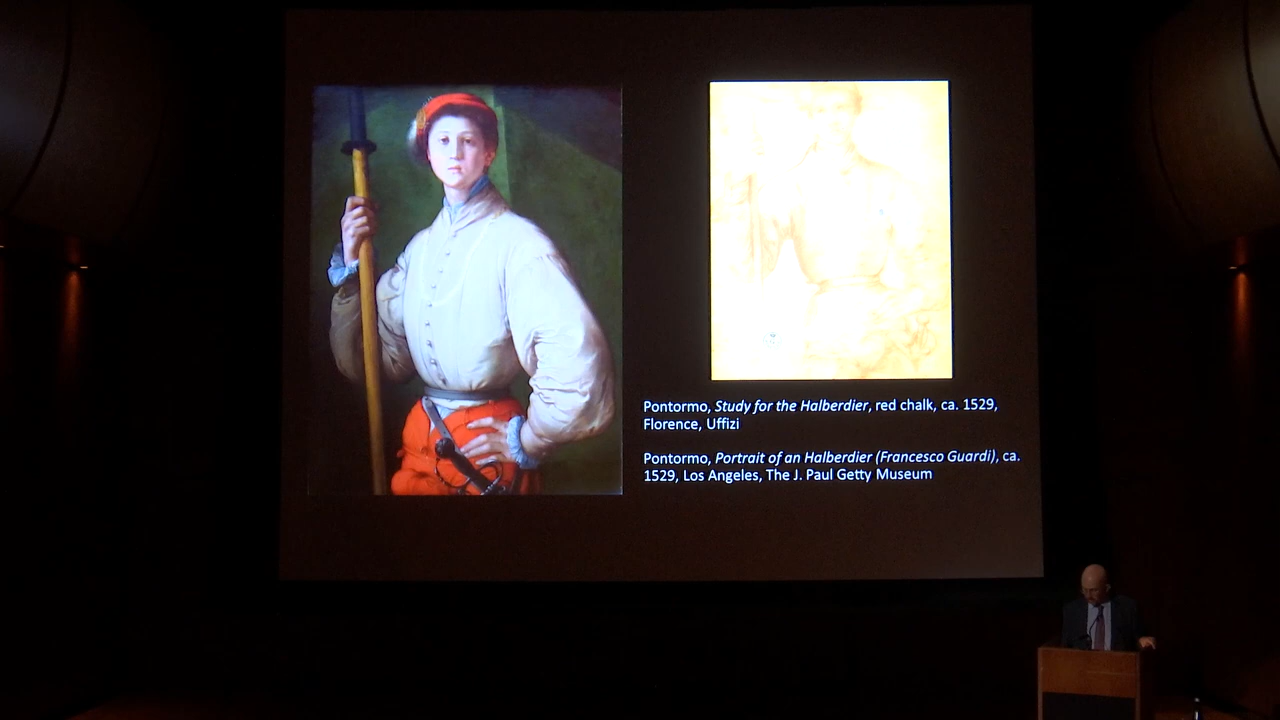 Pontormo, Study for the Halberdier, red chalk, ca. 1529,
Florence, Uffizi
Pontormo, Portrait of an Halberdier (Francesco Guardi), ca.
1529, Los Angeles, The J. Paul Getty Museum